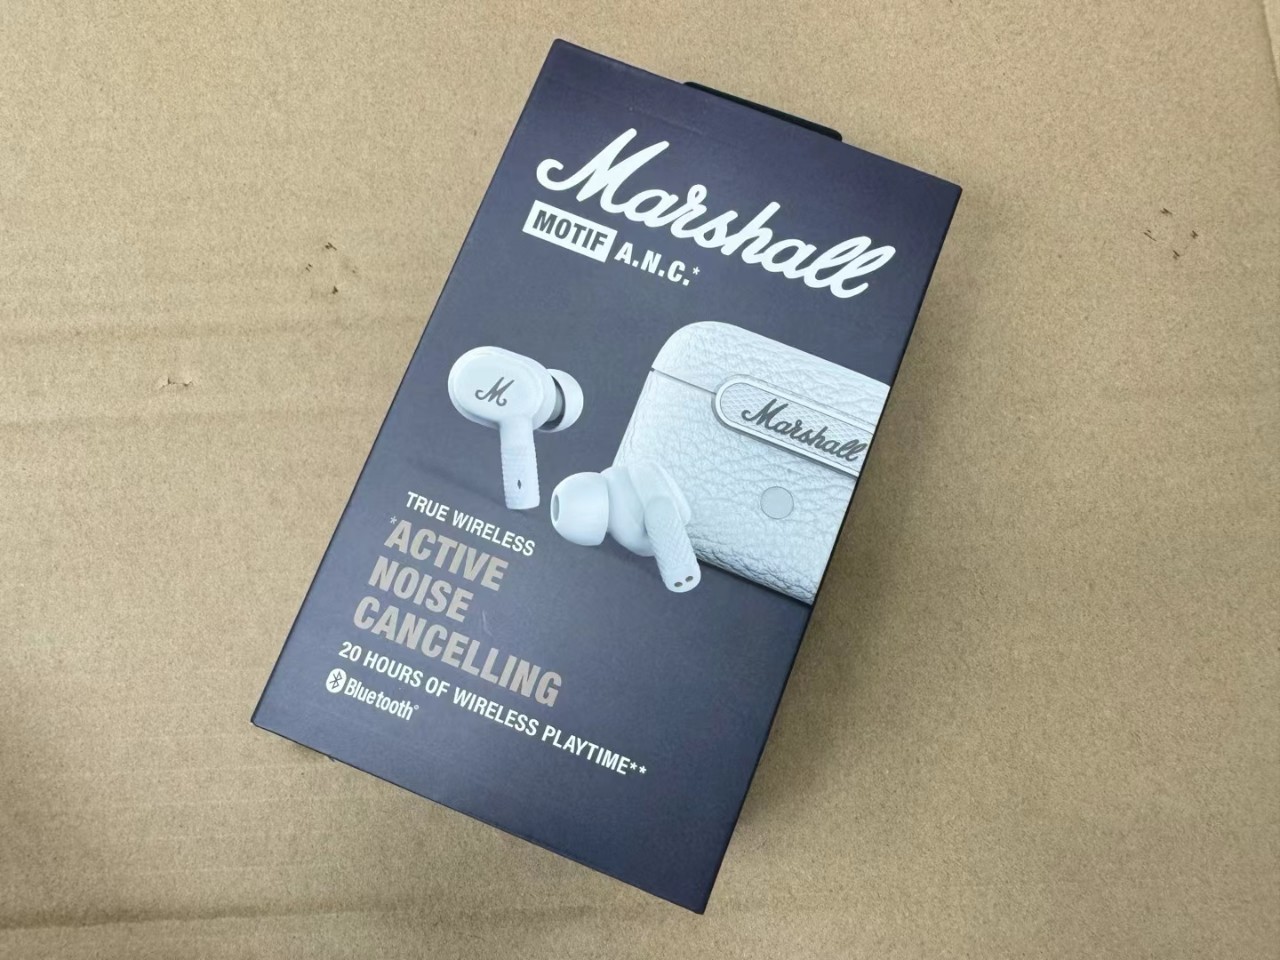 Marshall
MOTIF A.N.C.*
M
Marshall
TRUE WIRELESS
*ACTIVE
NOISE
CANCELLING
20 HOURS OF WIRELESS PLAYTIME**
Bluetooth®